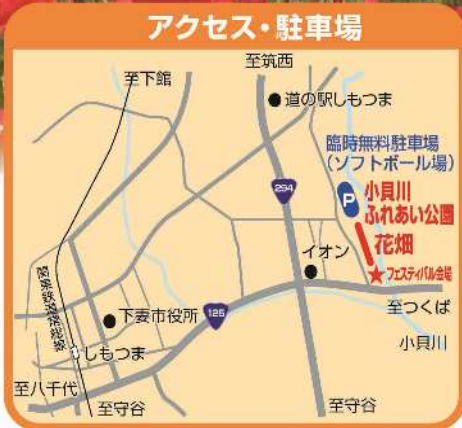 アクセス・駐車場
至筑西
至下館
道の駅しもつま
臨時無料駐車場
(ソフトボール場)
294
P
小貝川
ふれあい公園
花畑
イオン
フェスティバル会場
関東鉄道常総線
下妻市役所
125
至つくば
小貝川
しもつま
至八千代
至守谷
至守谷